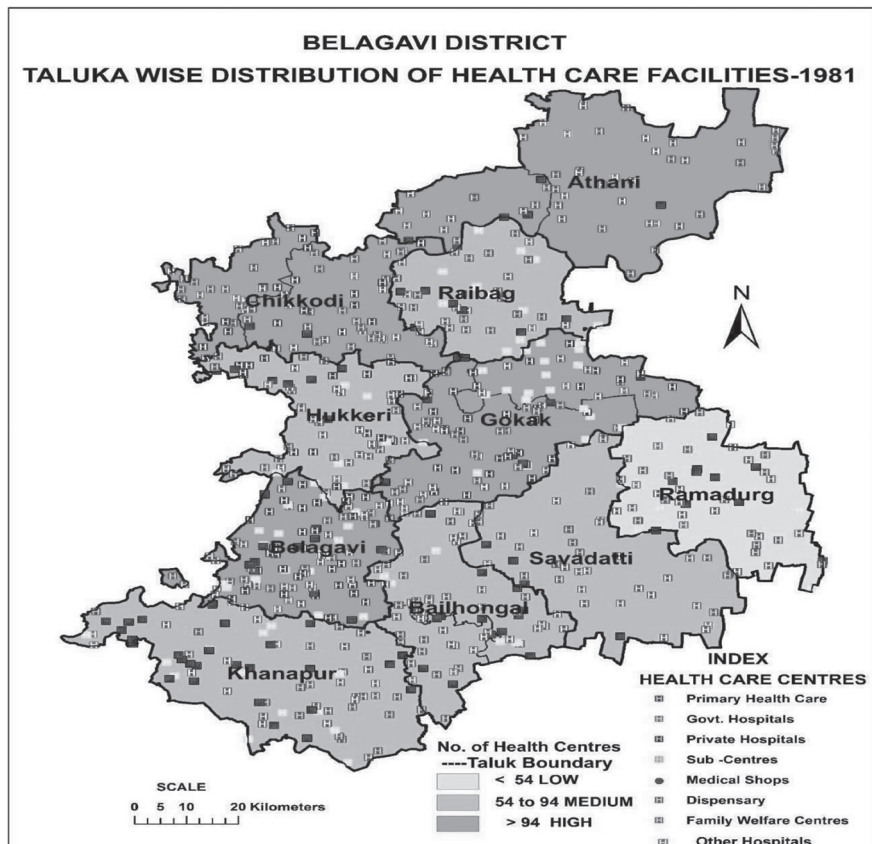 BELAGAVI DISTRICT
TALUKA WISE DISTRIBUTION OF HEALTH CARE FACILITIES-1981
Athani
Chikkodi
Raibag
N
Hukkeri
Gokak
Ramadurg
Belagavi
Savadatti
Bailhongal
Khanapur
INDEX
HEALTH CARE CENTRES
Primary Health Care
Govt. Hospitals
Private Hospitals
Sub -Centres
Medical Shops
Dispensary
Family Welfare Centres
Other Hospitals
No. of Health Centres
----Taluk Boundary
< 54 LOW
54 to 94 MEDIUM
> 94 HIGH
SCALE
0 5 10 20 Kilometers